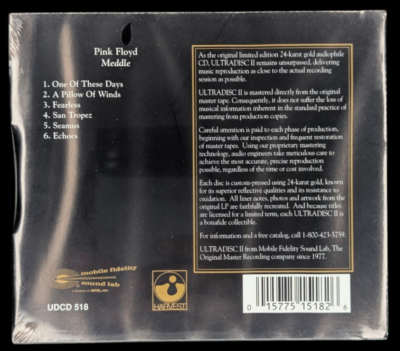 Pink Floyd
Meddle
1. One Of These Days
2. A Pillow Of Winds
3. Fearless
4. San Tropez
5. Seamus
6. Echoes
As the original limited edition 24-karat gold audiophile
CD, ULTRADISC II remains unsurpassed, delivering
music reproduction as close to the actual recording
session as possible.
ULTRADISC II is mastered directly from the original
master tape. Consequently, it does not suffer the loss of
musical information inherent in the standard practice of
mastering from production copies.
Careful attention is paid to each phase of production,
beginning with our inspection and frequent restoration
of master tapes. Using our proprietary mastering
technology, audio engineers take meticulous care to
achieve the most accurate, precise reproduction
possible, regardless of the time or cost involved.
Each disc is custom-pressed using 24-karat gold, known
for its superior reflective qualities and its resistance to
oxidation. All liner notes, photos and artwork from the
original LP are faithfully recreated. And because titles
are licensed for a limited term, each ULTRADISC II is
a bonafide collectible.
For information and a free catalog, call 1-800-423-5759.
ULTRADISC II from Mobile Fidelity Sound Lab, The
Original Master Recording company since 1977.
mobile fidelity
sound lab
UDCD 518
HARVEST
0 15775 15182 6